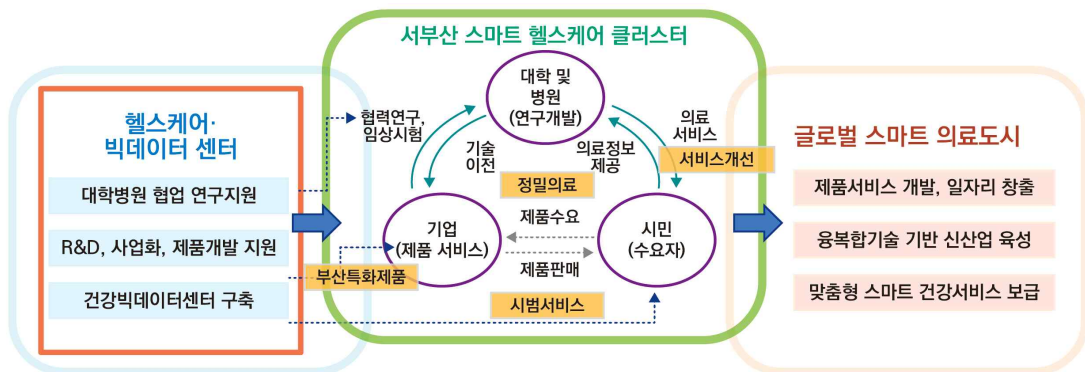 서부산 스마트 헬스케어 클러스터
헬스케어·
빅데이터 센터
대학병원 협업 연구지원
R&D, 사업화, 제품개발 지원
건강빅데이터센터 구축
대학 및
병원
(연구개발)
협력연구,
임상시험
기술
이전
의료정보
제공
의료
서비스
서비스개선
정밀의료
기업
(제품 서비스)
제품수요
제품판매
시민
(수요자)
부산특화제품
시범서비스
글로벌 스마트 의료도시
제품서비스 개발, 일자리 창출
융복합기술 기반 신산업 육성
맞춤형 스마트 건강서비스 보급